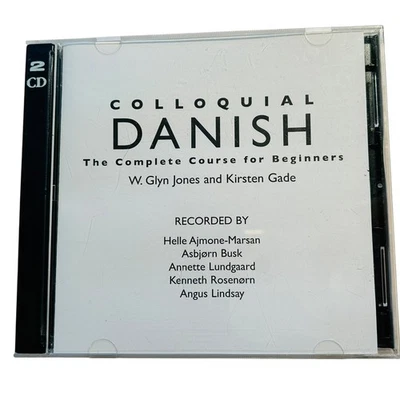 2
CD
COLLOQUIAL
DANISH
The Complete Course for Beginners
W. Glyn Jones and Kirsten Gade
RECORDED BY
Helle Ajmone-Marsan
Asbjørn Busk
Annette Lundgaard
Kenneth Rosenørn
Angus Lindsay